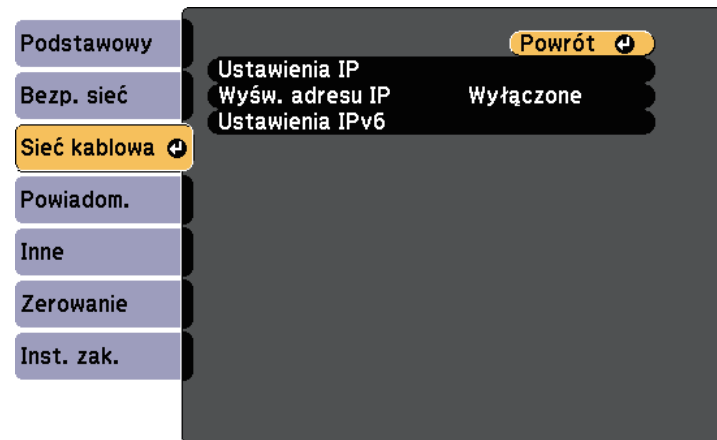 Podstawowy
Bezp. sieć
Sieć kablowa
Powiadom.
Inne
Zerowanie
Inst. zak.
Powrót
Ustawienia IP
Wyśw. adresu IP Wyłączone
Ustawienia IPv6